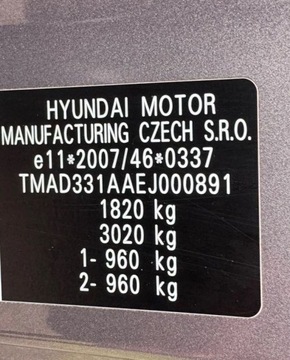 HYUNDAI MOTOR
MANUFACTURING CZECH S.R.O.
e11*2007/46*0337
TMAD331AAEJ000891
1820 kg
3020 kg
1- 960 kg
2- 960 kg